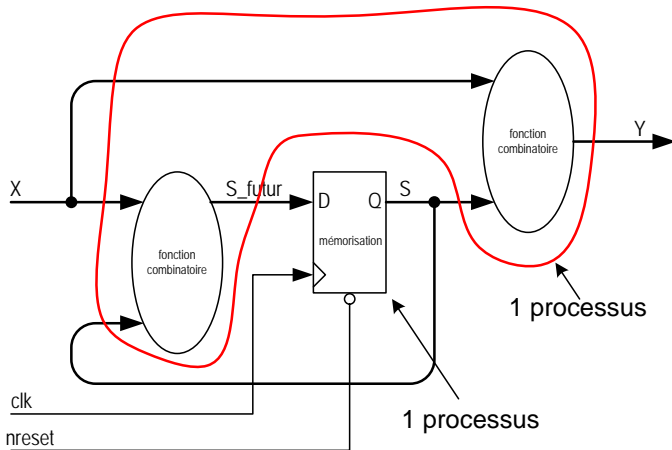 fonction
combinatoire
Y
X
S_futur
S
D
Q
mémorisation
fonction
combinatoire
1 processus
clk
1 processus
nreset